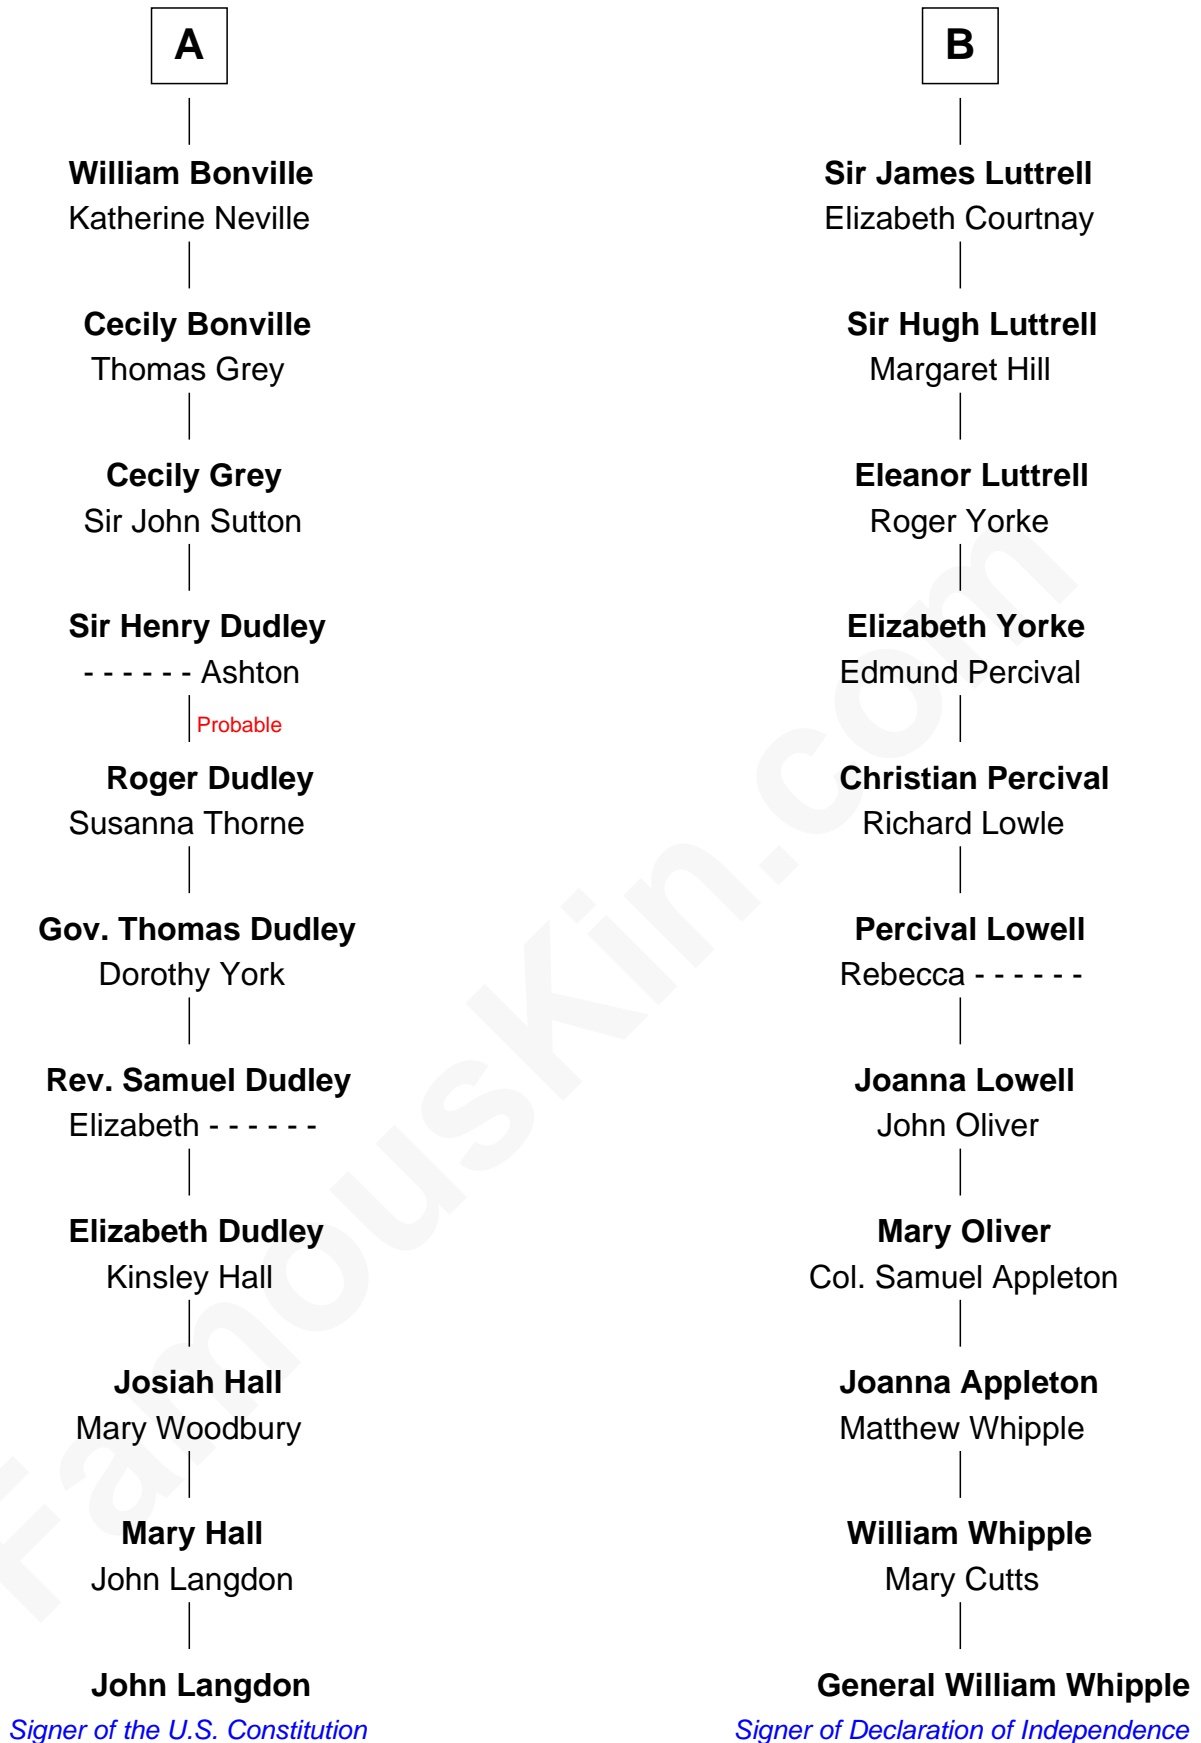 A
William Bonville
Katherine Neville
Cecily Bonville
Thomas Grey
Cecily Grey
Sir John Sutton
Sir Henry Dudley
- - - - - - Ashton
Probable
Roger Dudley
Susanna Thorne
Gov. Thomas Dudley
Dorothy York
Rev. Samuel Dudley
Elizabeth - - - - - -
Elizabeth Dudley
Kinsley Hall
Josiah Hall
Mary Woodbury
Mary Hall
John Langdon
John Langdon
Signer of the U.S. Constitution
B
Sir James Luttrell
Elizabeth Courtnay
Sir Hugh Luttrell
Margaret Hill
Eleanor Luttrell
Roger Yorke
Elizabeth Yorke
Edmund Percival
Christian Percival
Richard Lowle
Percival Lowell
Rebecca - - - - - -
Joanna Lowell
John Oliver
Mary Oliver
Col. Samuel Appleton
Joanna Appleton
Matthew Whipple
William Whipple
Mary Cutts
General William Whipple
Signer of Declaration of Independence
FamousKin.com